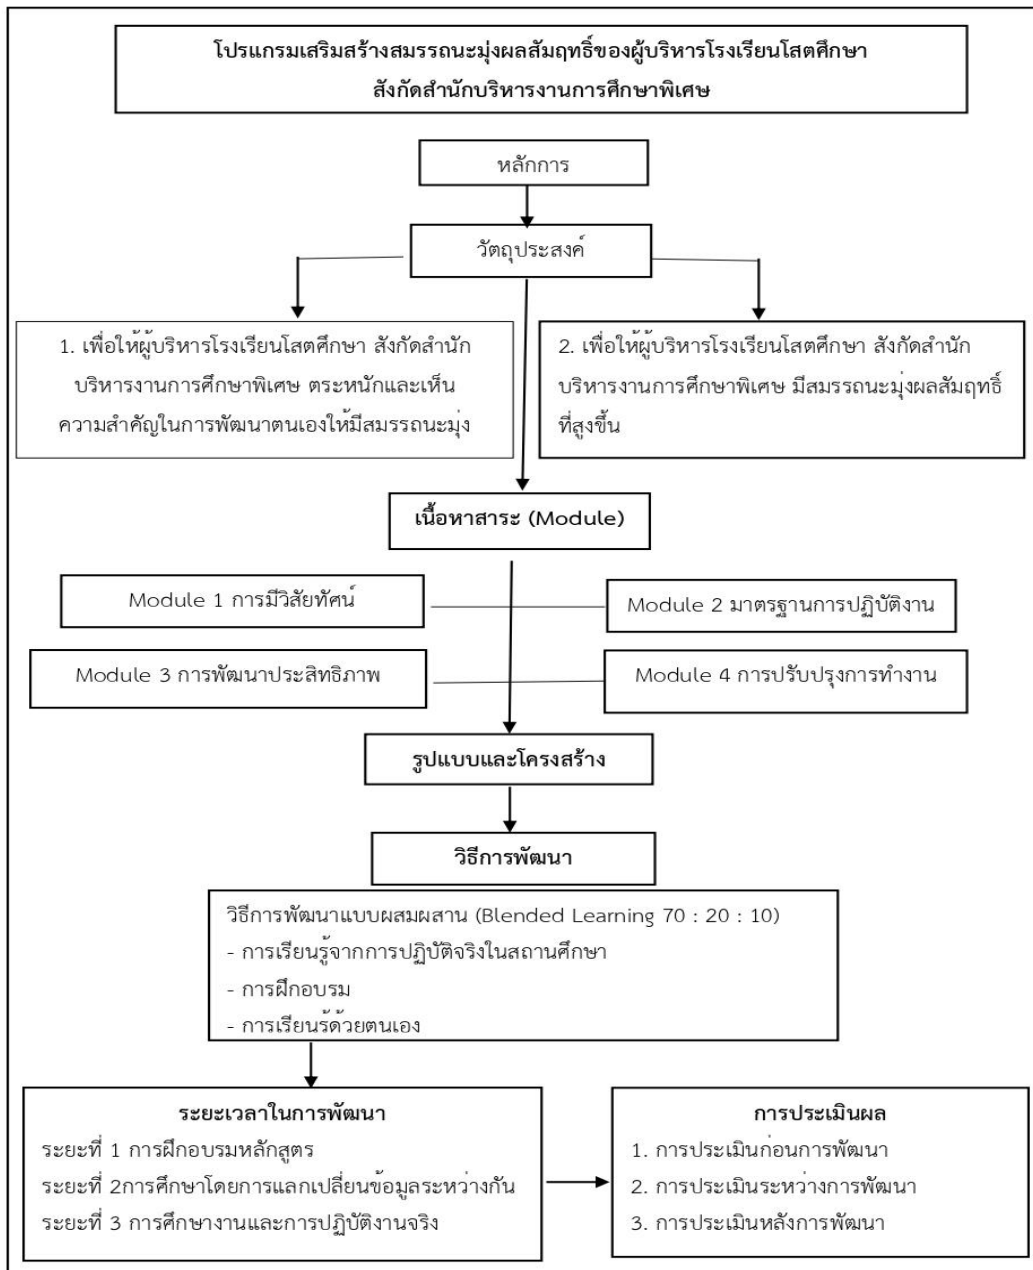 โปรแกรมเสริมสร้างสมรรถนะมุ่งผลสัมฤทธิ์ของผู้บริหารโรงเรียนโสตศึกษา
สังกัดสำนักบริหารงานการศึกษาพิเศษ
หลักการ
วัตถุประสงค์
1. เพื่อให้ผู้บริหารโรงเรียนโสตศึกษา สังกัดสำนัก
บริหารงานการศึกษาพิเศษ ตระหนักและเห็น
ความสำคัญในการพัฒนาตนเองให้มีสมรรถนะมุ่ง
2. เพื่อให้ผู้บริหารโรงเรียนโสตศึกษา สังกัดสำนัก
บริหารงานการศึกษาพิเศษ มีสมรรถนะมุ่งผลสัมฤทธิ์
ที่สูงขึ้น
เนื้อหาสาระ (Module)
Module 1 การมีวิสัยทัศน์
Module 2 มาตรฐานการปฏิบัติงาน
Module 3 การพัฒนาประสิทธิภาพ
Module 4 การปรับปรุงการทำงาน
รูปแบบและโครงสร้าง
วิธีการพัฒนา
วิธีการพัฒนาแบบผสมผสาน (Blended Learning 70 : 20 : 10)
- การเรียนรู้จากการปฏิบัติจริงในสถานศึกษา
- การฝึกอบรม
- การเรียนรู้ด้วยตนเอง
ระยะเวลาในการพัฒนา
ระยะที่ 1 การฝึกอบรมหลักสูตร
ระยะที่ 2การศึกษาโดยการแลกเปลี่ยนข้อมูลระหว่างกัน
ระยะที่ 3 การศึกษางานและการปฏิบัติงานจริง
การประเมินผล
1. การประเมินก่อนการพัฒนา
2. การประเมินระหว่างการพัฒนา
3. การประเมินหลังการพัฒนา